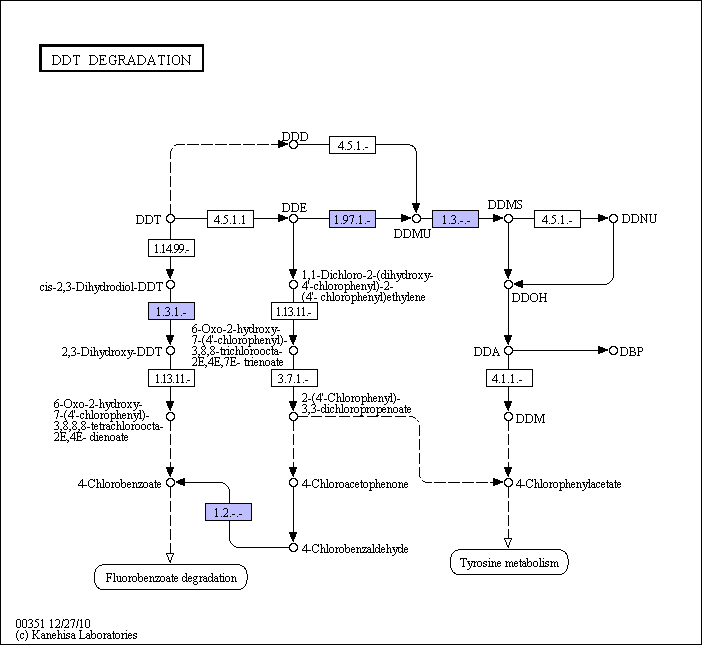 DDT DEGRADATION
DDD
4.5.1.-
DDT
4.5.1.1
DDE
1.97.1.-
DDMU
1.3.-.-
DDMS
4.5.1.-
DDNU
1.14.99.-
cis-2,3-Dihydrodiol-DDT
1,1-Dichloro-2-(dihydroxy-
4'-chlorophenyl)-2-
(4'- chlorophenyl)ethylene
DDOH
1.3.1.-
1.13.11.-
2,3-Dihydroxy-DDT
6-Oxo-2-hydroxy-
7-(4'-chlorophenyl)-
3,8,8-trichloroocta-
2E,4E,7E- trienoate
DDA
DBP
1.13.11.-
3.7.1.-
4.1.1.-
6-Oxo-2-hydroxy-
7-(4'-chlorophenyl)-
3,8,8,8-tetrachloroocta-
2E,4E- dienoate
2-(4'-Chlorophenyl)-
3,3-dichloropropenoate
DDM
4-Chlorobenzoate
4-Chloroacetophenone
4-Chlorophenylacetate
1.2.-.-
4-Chlorobenzaldehyde
Fluorobenzoate degradation
Tyrosine metabolism
00351 12/27/10
(c) Kanehisa Laboratories